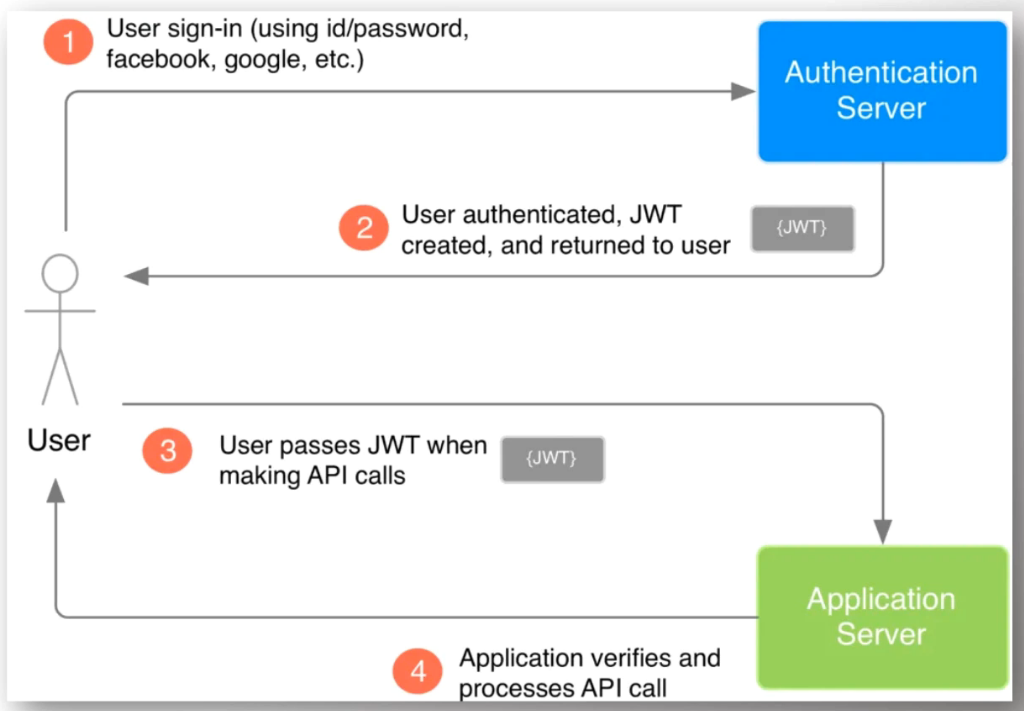 1
User sign-in (using id/password,
facebook, google, etc.)
Authentication
Server
2
User authenticated, JWT
created, and returned to user
{JWT}
User
3
User passes JWT when
making API calls
{JWT}
Application
Server
4
Application verifies and
processes API call